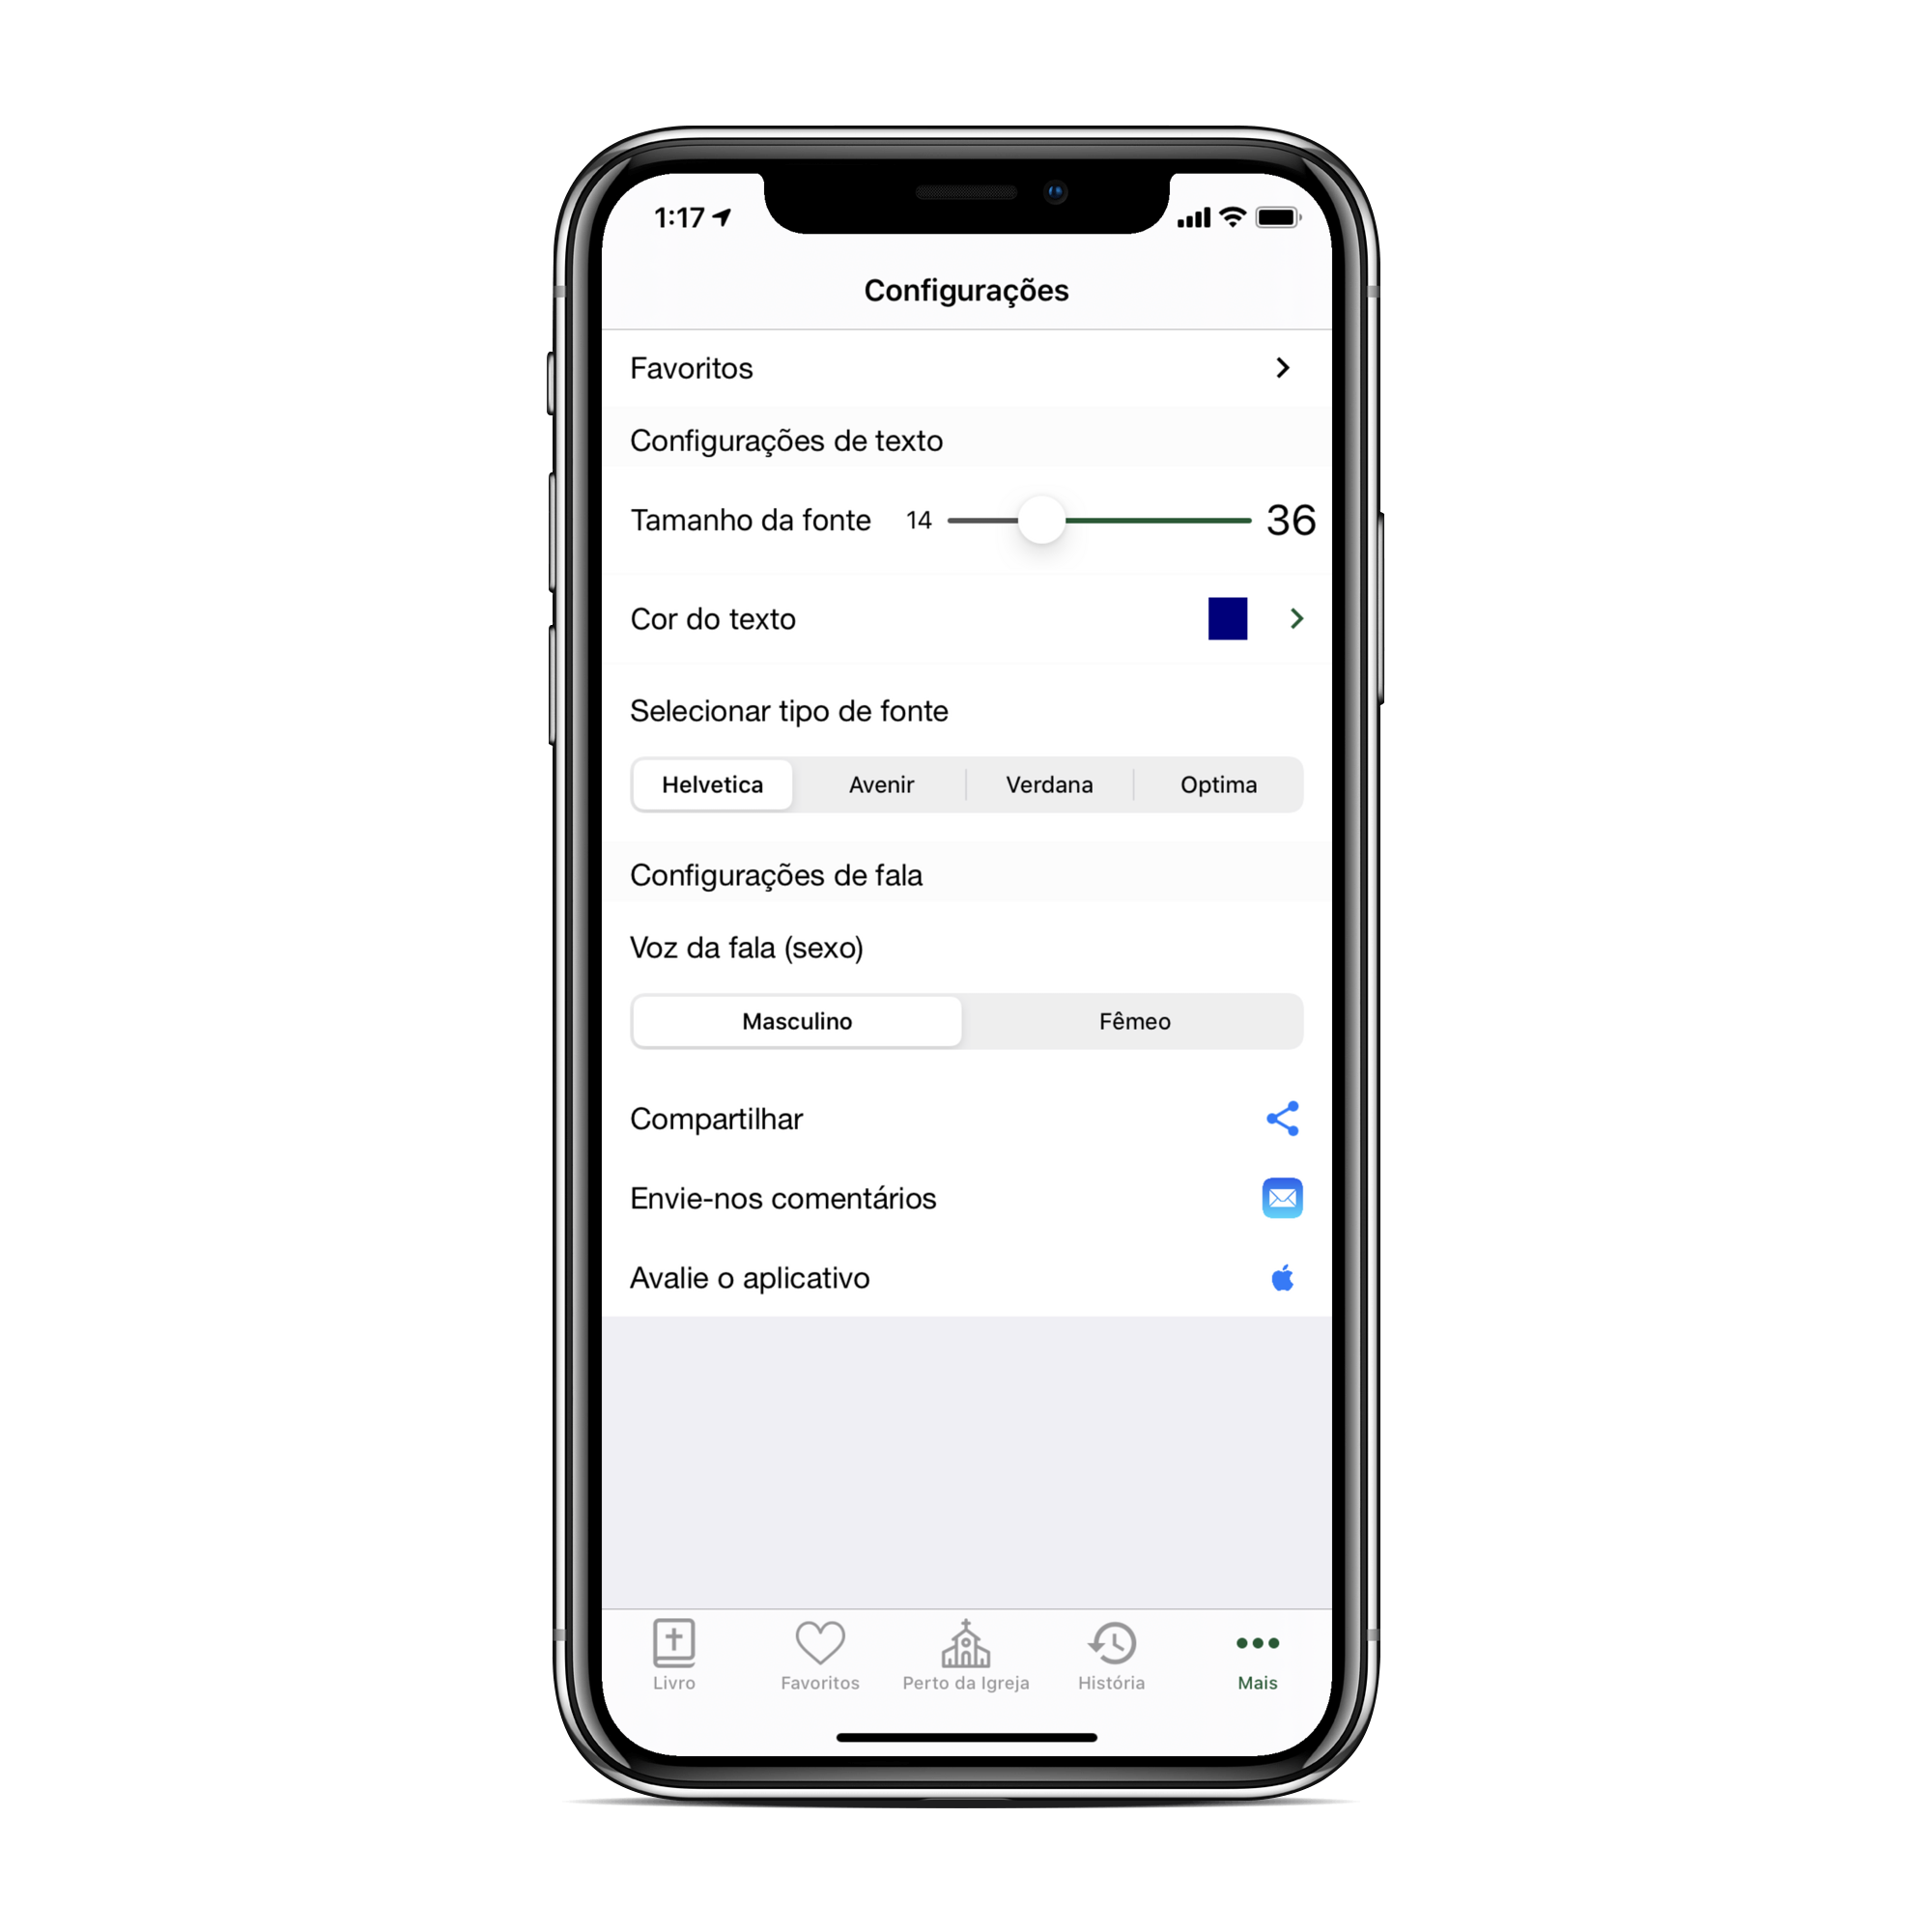 1:17
Configurações
Favoritos
Configurações de texto
Tamanho da fonte 14 36
Cor do texto
Selecionar tipo de fonte
Helvetica Avenir Verdana Optima
Configurações de fala
Voz da fala (sexo)
Masculino Fêmeo
Compartilhar
Envie-nos comentários
Avalie o aplicativo
Livro Favoritos Perto da Igreja História Mais